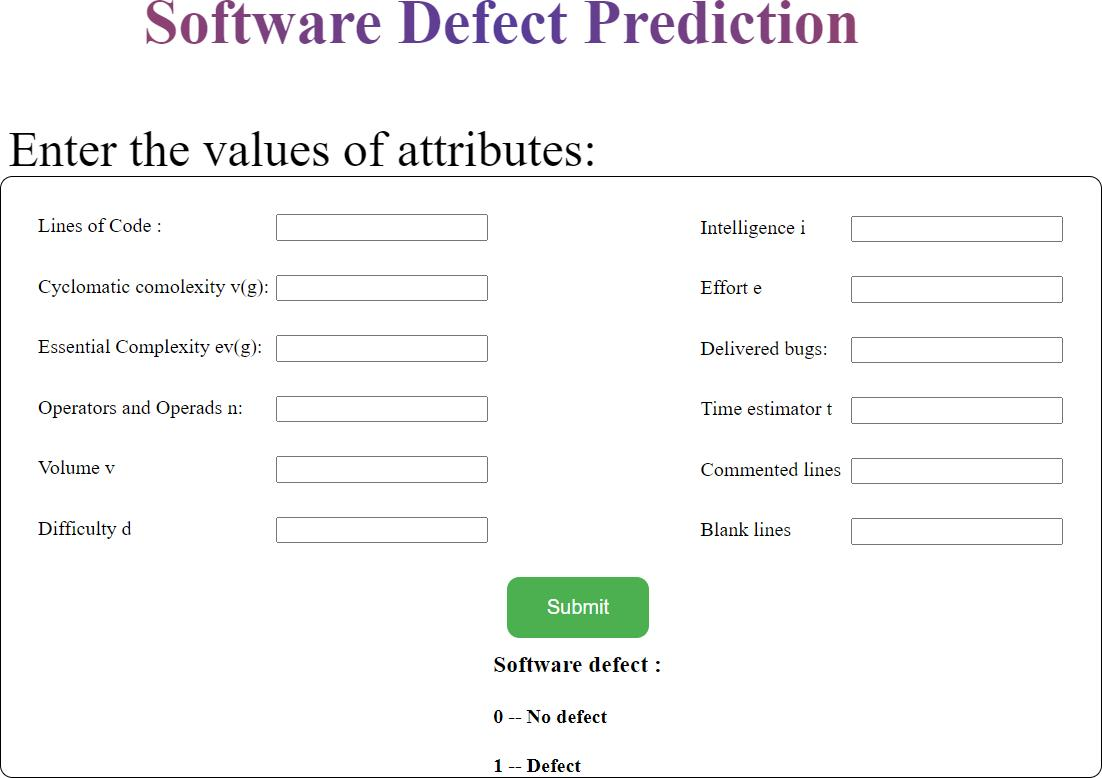 Software Defect Prediction
Enter the values of attributes:
Lines of Code :
Cyclomatic comolexity v(g):
Essential Complexity ev(g):
Operators and Operads n:
Volume v
Difficulty d
Intelligence i
Effort e
Delivered bugs:
Time estimator t
Commented lines
Blank lines
Submit
Software defect :
0 -- No defect
1 -- Defect